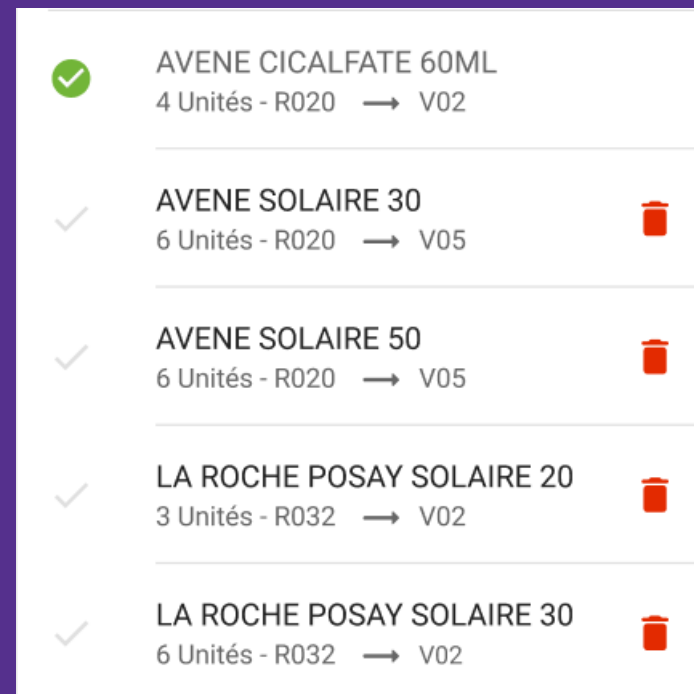 AVENE CICALFATE 60ML
4 Unités - R020 → V02
AVENE SOLAIRE 30
6 Unités - R020 → V05
AVENE SOLAIRE 50
6 Unités - R020 → V05
LA ROCHE POSAY SOLAIRE 20
3 Unités - R032 → V02
LA ROCHE POSAY SOLAIRE 30
6 Unités - R032 → V02